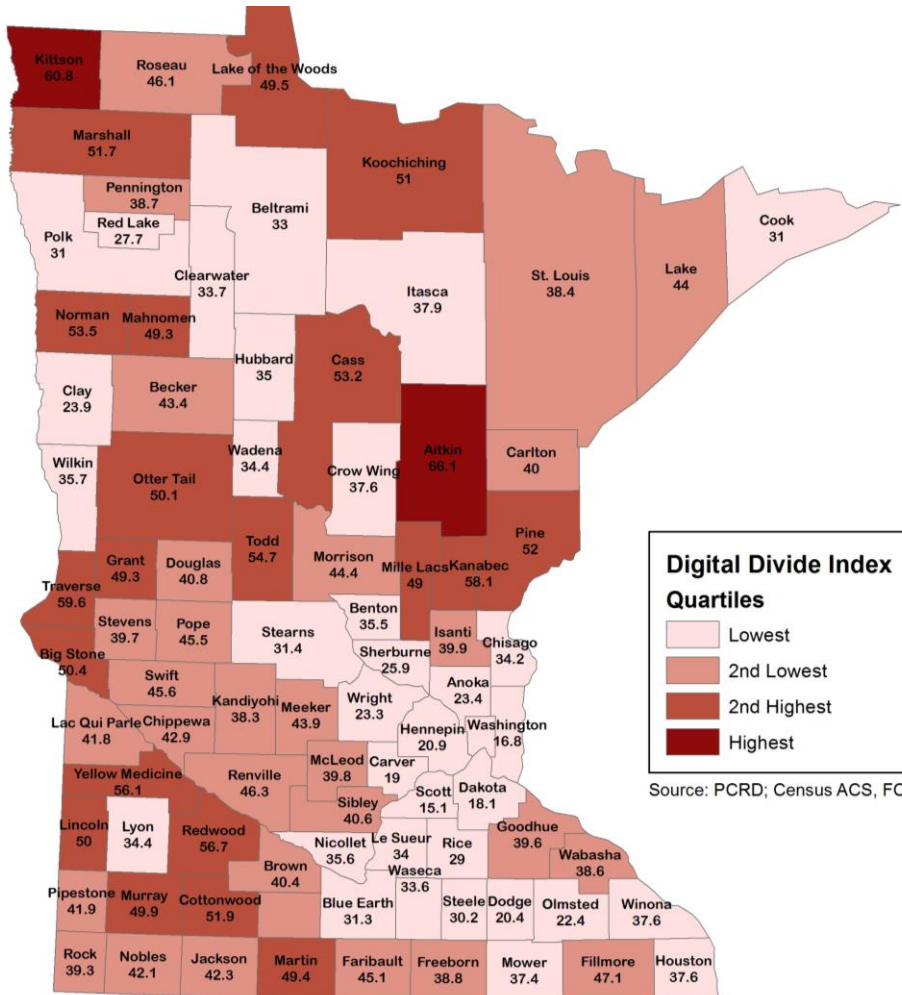 Kittson
60.8
Roseau
46.1
Lake of the Woods
49.5
Marshall
51.7
Koochiching
51
Pennington
38.7
Red Lake
27.7
Polk
31
Beltrami
33
Clearwater
33.7
Itasca
37.9
St. Louis
38.4
Lake
44
Cook
31
Norman
53.5
Mahnomen
49.3
Hubbard
35
Cass
53.2
Clay
23.9
Becker
43.4
Wadena
34.4
Crow Wing
37.6
Aitkin
66.1
Carlton
40
Wilkin
35.7
Otter Tail
50.1
Todd
54.7
Morrison
44.4
Mille Lacs
49
Kanabec
58.1
Pine
52
Grant
49.3
Douglas
40.8
Traverse
59.6
Stevens
39.7
Pope
45.5
Stearns
31.4
Benton
35.5
Sherburne
25.9
Isanti
39.9
Chisago
34.2
Big Stone
50.4
Swift
45.6
Kandiyohi
38.3
Meeker
43.9
Wright
23.3
Anoka
23.4
Hennepin
20.9
Washington
16.8
Lac Qui Parle
41.8
Chippewa
42.9
Yellow Medicine
56.1
Renville
46.3
McLeod
39.8
Carver
19
Scott
15.1
Dakota
18.1
Sibley
40.6
Lincoln
50
Lyon
34.4
Redwood
56.7
Brown
40.4
Nicollet
35.6
Le Sueur
34
Rice
29
Goodhue
39.6
Wabasha
38.6
Pipestone
41.9
Murray
49.9
Cottonwood
51.9
Blue Earth
31.3
Waseca
33.6
Steele
30.2
Dodge
20.4
Olmsted
22.4
Winona
37.6
Rock
39.3
Nobles
42.1
Jackson
42.3
Martin
49.4
Faribault
45.1
Freeborn
38.8
Mower
37.4
Fillmore
47.1
Houston
37.6
Digital Divide Index
Quartiles
Lowest
2nd Lowest
2nd Highest
Highest
Source: PCRD; Census ACS, FC